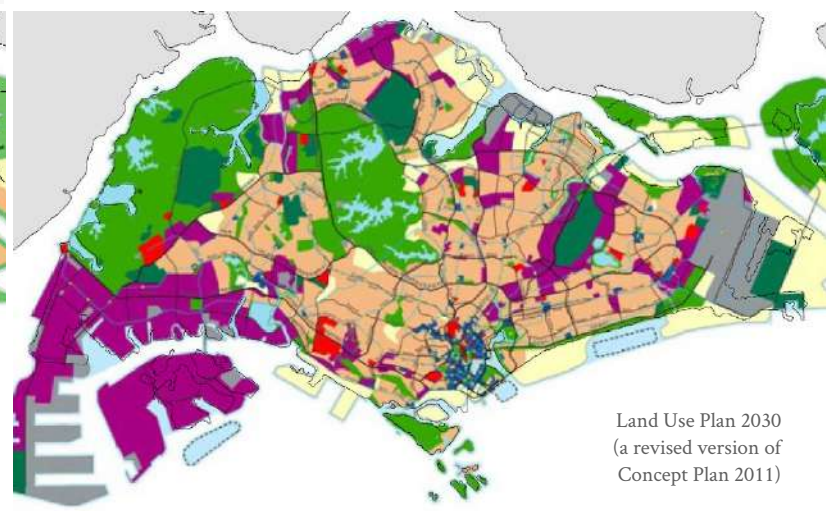 Land Use Plan 2030
(a revised version of
Concept Plan 2011)